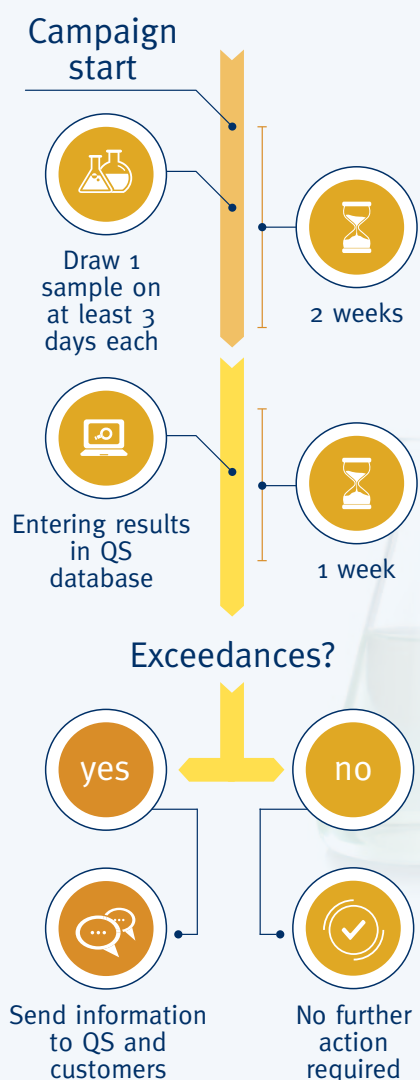 Campaign
start
Draw 1
sample on
at least 3
days each
2 weeks
Entering results
in QS
database
1 week
Exceedances?
yes
no
Send information
to QS and
customers
No further
action
required